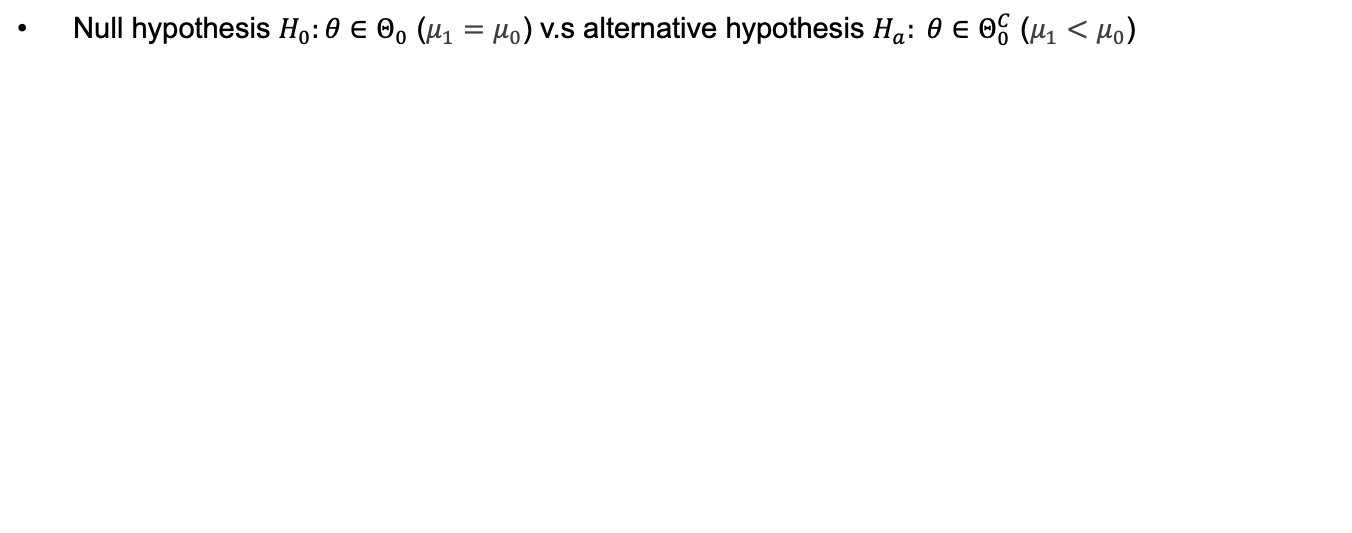 • Null hypothesis 𝐻₀: 𝜃 ∈ Θ₀ (𝜇₁ = 𝜇₀) v.s alternative hypothesis 𝐻ₐ: 𝜃 ∈ Θ₀ᶜ (𝜇₁ < 𝜇₀)